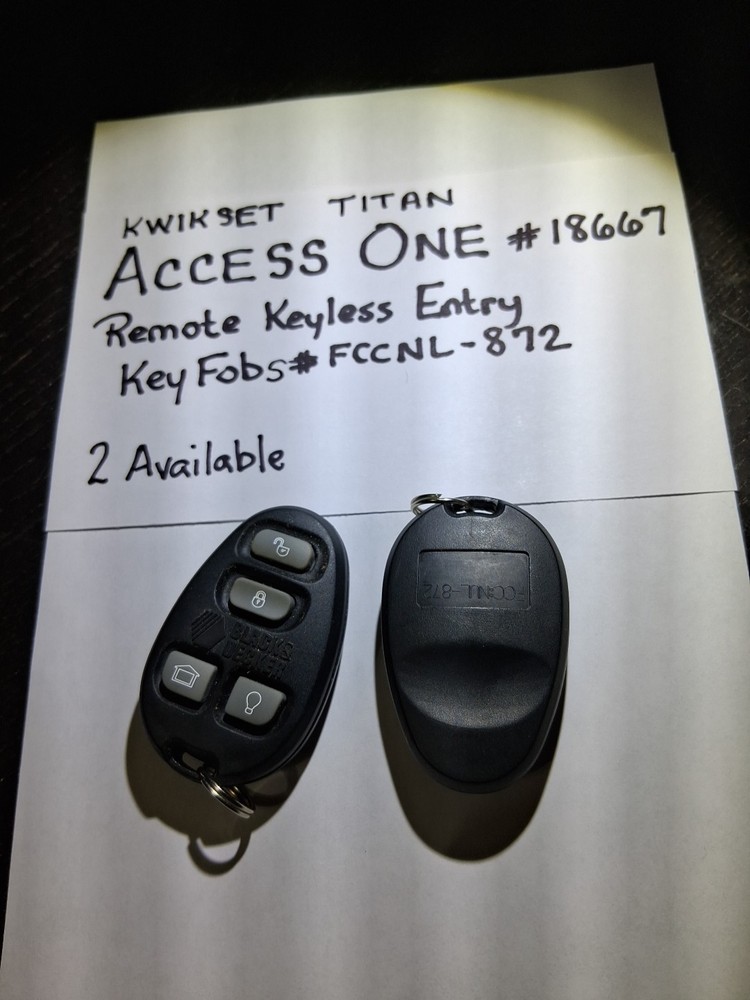 KWIKSET TITAN
ACCESS ONE #18667
Remote Keyless Entry
Key Fobs# FCCNL-872
2 Available
BLACK&
DECKER
FCCNL-872